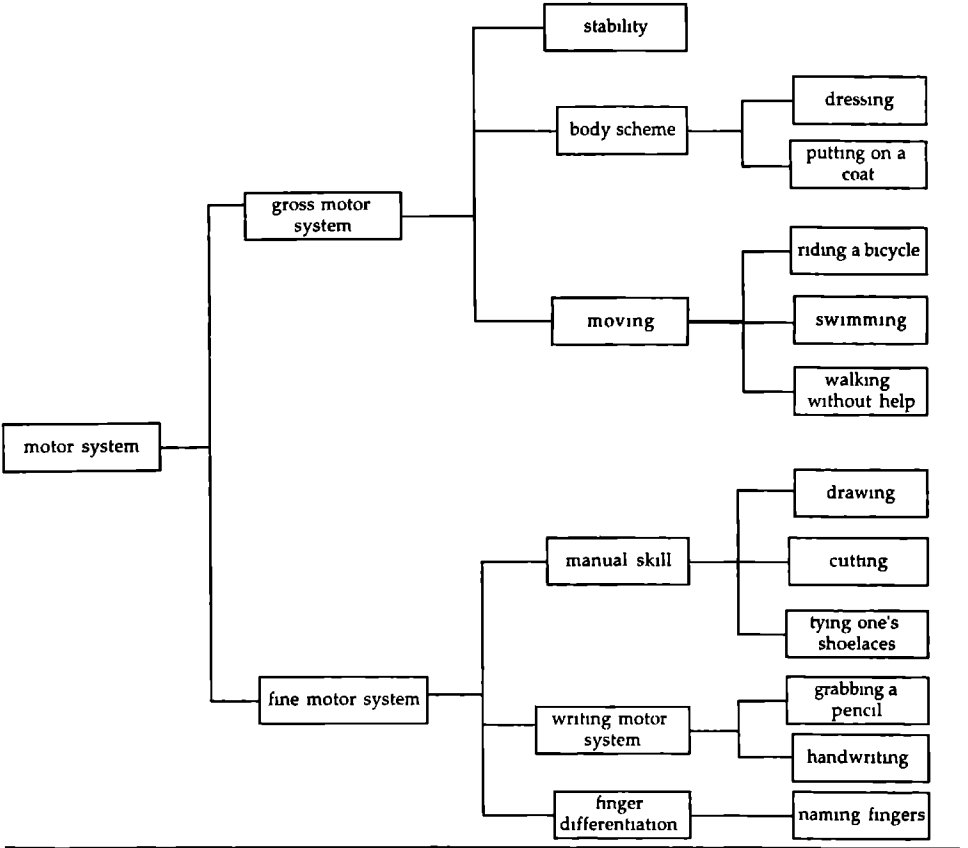 stability
dressing
body scheme
putting on a
coat
gross motor
system
riding a bicycle
moving
swimming
walking
without help
motor system
drawing
manual skill
cutting
tying one's
shoelaces
fine motor system
grabbing a
pencil
writing motor
system
handwriting
finger
differentiation
naming fingers